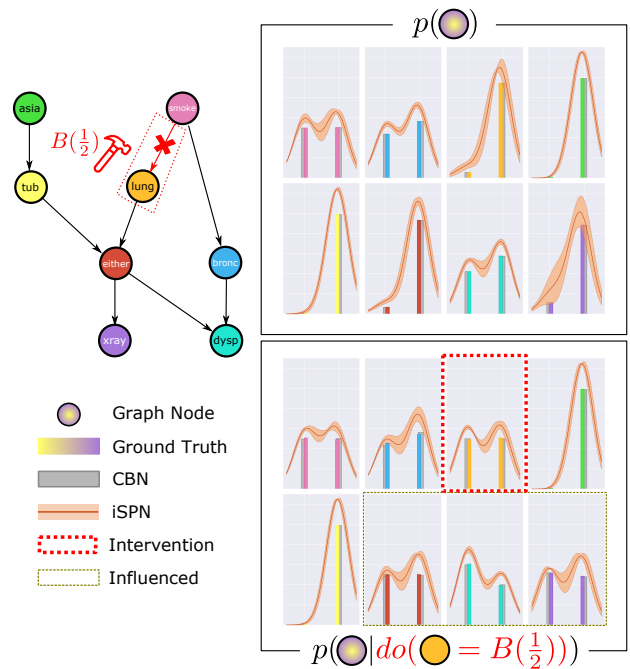 p( )
asia
smoke
B(1/2)
tub
lung
either
bronc
xray
dysp
Graph Node
Ground Truth
CBN
iSPN
Intervention
Influenced
p( |do( = B(1/2)))